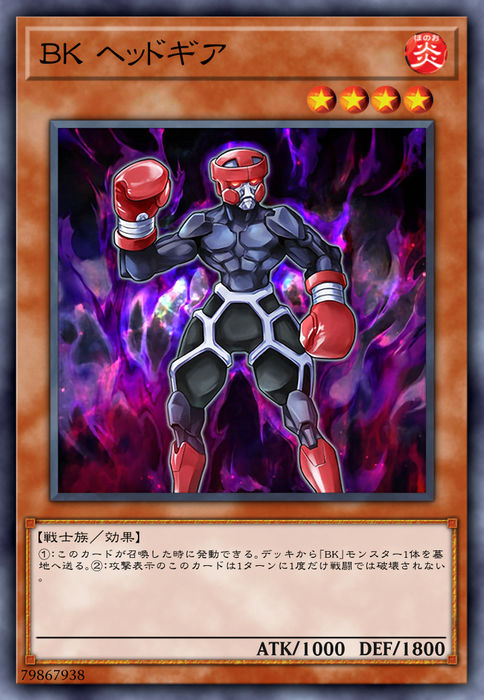 BK ヘッドギア
ほのお
炎
【戦士族／効果】
①:このカードが召喚した時に発動できる。デッキから「BK」モンスター1体を墓
地へ送る。②:攻撃表示のこのカードは1ターンに1度だけ戦闘では破壊されない
。
ATK/1000 DEF/1800
79867938